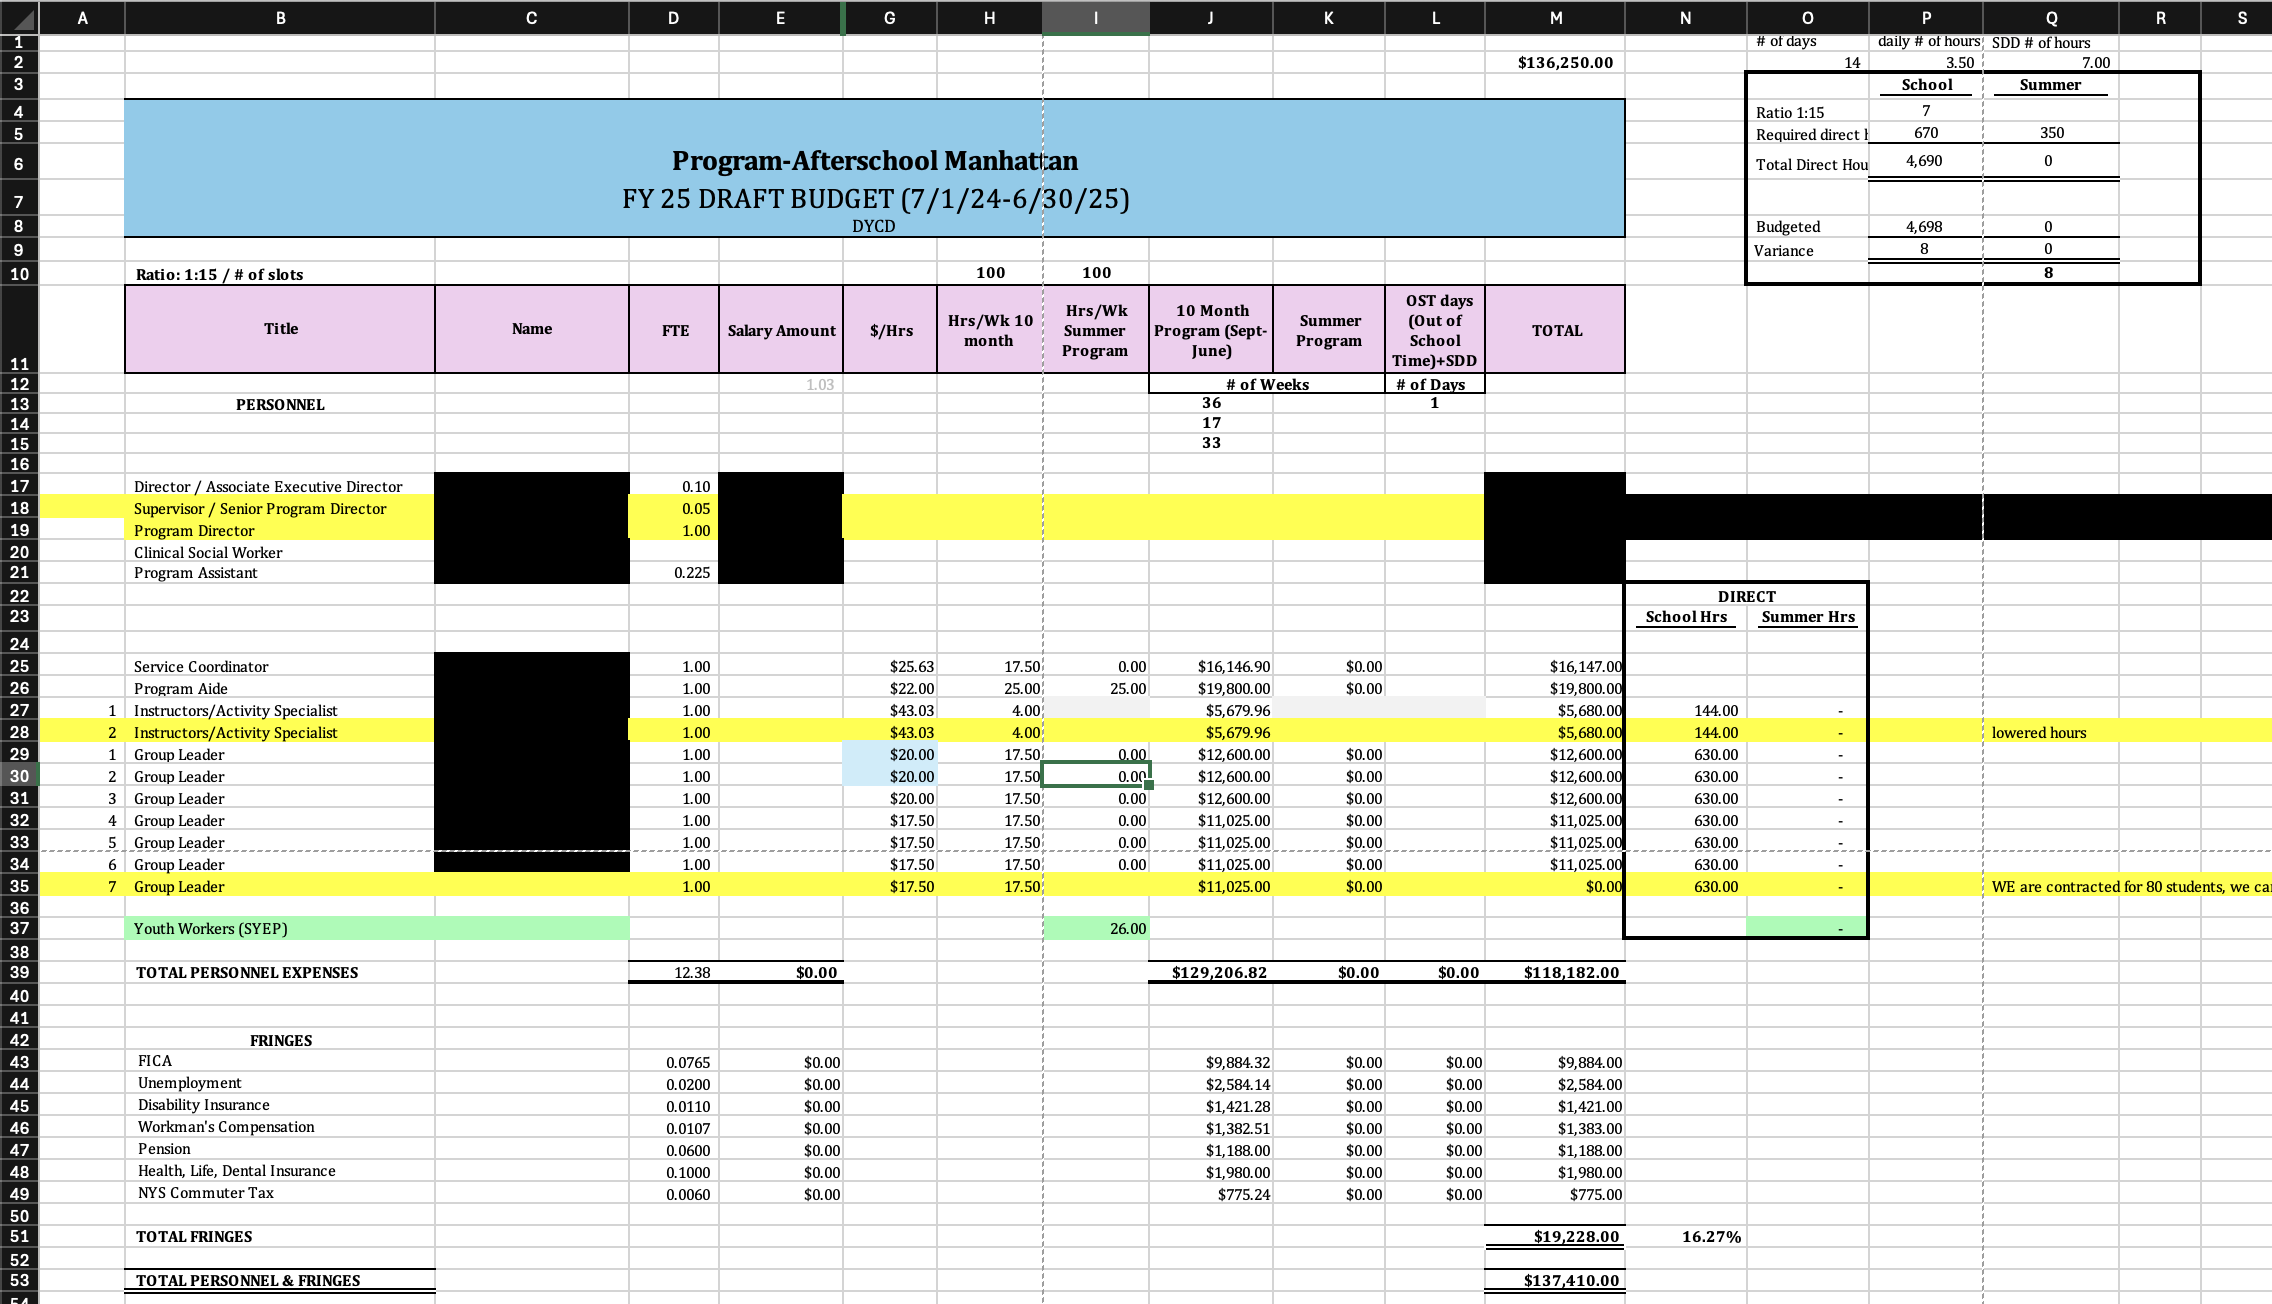 A B C D E G H I J K L M N O P Q R S
1 # of days daily # of hours SDD # of hours
2 $136,250.00 14 3.50 7.00
3 School Summer
4 Ratio 1:15 7
5 Required direct 670 350
6 Program-Afterschool Manhattan Total Direct Hou 4,690 0
7 FY 25 DRAFT BUDGET (7/1/24-6/30/25)
8 DYCD Budgeted 4,698 0
9 Variance 8 0
10 Ratio: 1:15 / # of slots 100 100 8
11 Title Name FTE Salary Amount $/Hrs Hrs/Wk 10 month Hrs/Wk Summer Program 10 Month Program (Sept-June) Summer Program OST days (Out of School Time)+SDD TOTAL
12 1.03 # of Weeks # of Days
13 PERSONNEL 36 1
14 17
15 33
16
17 Director / Associate Executive Director 0.10
18 Supervisor / Senior Program Director 0.05
19 Program Director 1.00
20 Clinical Social Worker
21 Program Assistant 0.225
22 DIRECT
23 School Hrs Summer Hrs
24
25 Service Coordinator 1.00 $25.63 17.50 0.00 $16,146.90 $0.00 $16,147.00
26 Program Aide 1.00 $22.00 25.00 25.00 $19,800.00 $0.00 $19,800.00
27 1 Instructors/Activity Specialist 1.00 $43.03 4.00 $5,679.96 $5,680.00 144.00 -
28 2 Instructors/Activity Specialist 1.00 $43.03 4.00 $5,679.96 $5,680.00 144.00 - lowered hours
29 1 Group Leader 1.00 $20.00 17.50 0.00 $12,600.00 $0.00 $12,600.00 630.00 -
30 2 Group Leader 1.00 $20.00 17.50 0.00 $12,600.00 $0.00 $12,600.00 630.00 -
31 3 Group Leader 1.00 $20.00 17.50 0.00 $12,600.00 $0.00 $12,600.00 630.00 -
32 4 Group Leader 1.00 $17.50 17.50 0.00 $11,025.00 $0.00 $11,025.00 630.00 -
33 5 Group Leader 1.00 $17.50 17.50 0.00 $11,025.00 $0.00 $11,025.00 630.00 -
34 6 Group Leader 1.00 $17.50 17.50 0.00 $11,025.00 $0.00 $11,025.00 630.00 -
35 7 Group Leader 1.00 $17.50 17.50 $11,025.00 $0.00 $0.00 630.00 - WE are contracted for 80 students, we ca
36
37 Youth Workers (SYEP) 26.00 -
38
39 TOTAL PERSONNEL EXPENSES 12.38 $0.00 $129,206.82 $0.00 $0.00 $118,182.00
40
41
42 FRINGES
43 FICA 0.0765 $0.00 $9,884.32 $0.00 $0.00 $9,884.00
44 Unemployment 0.0200 $0.00 $2,584.14 $0.00 $0.00 $2,584.00
45 Disability Insurance 0.0110 $0.00 $1,421.28 $0.00 $0.00 $1,421.00
46 Workman's Compensation 0.0107 $0.00 $1,382.51 $0.00 $0.00 $1,383.00
47 Pension 0.0600 $0.00 $1,188.00 $0.00 $0.00 $1,188.00
48 Health, Life, Dental Insurance 0.1000 $0.00 $1,980.00 $0.00 $0.00 $1,980.00
49 NYS Commuter Tax 0.0060 $0.00 $775.24 $0.00 $0.00 $775.00
50
51 TOTAL FRINGES $19,228.00 16.27%
52
53 TOTAL PERSONNEL & FRINGES $137,410.00
54